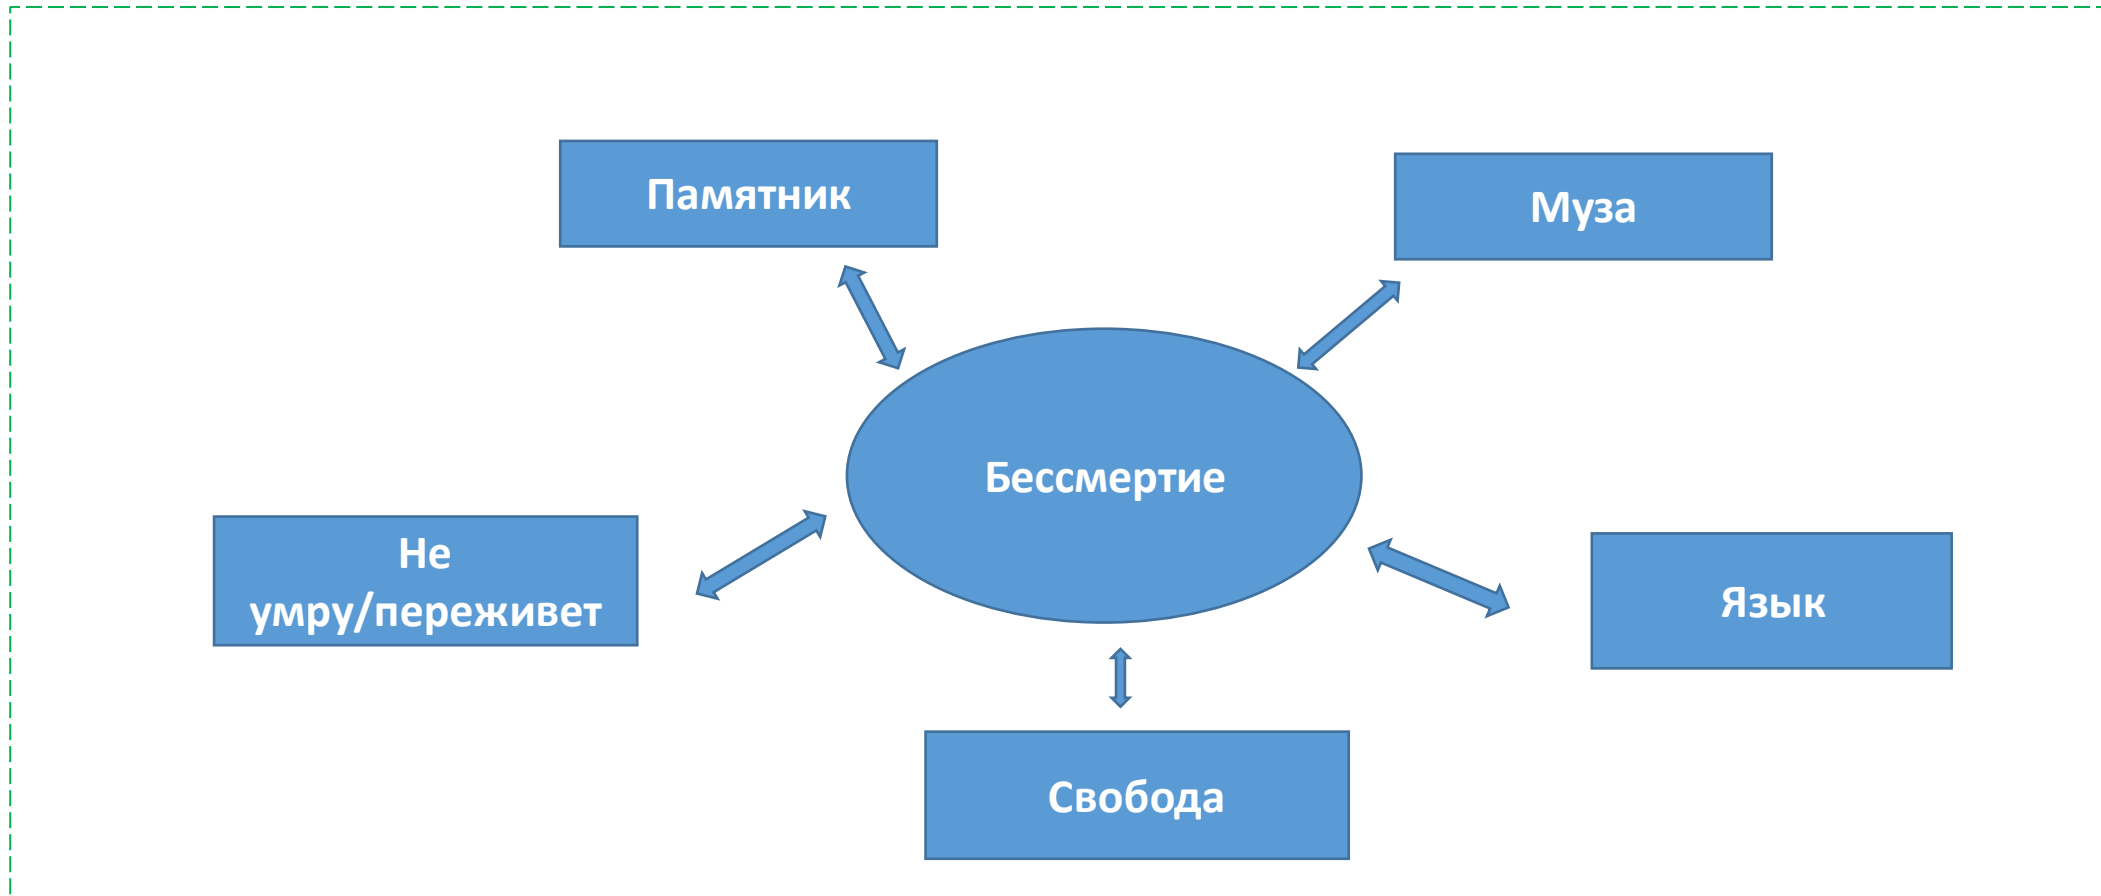 Памятник
Муза
Бессмертие
Не
умру/переживет
Язык
Свобода